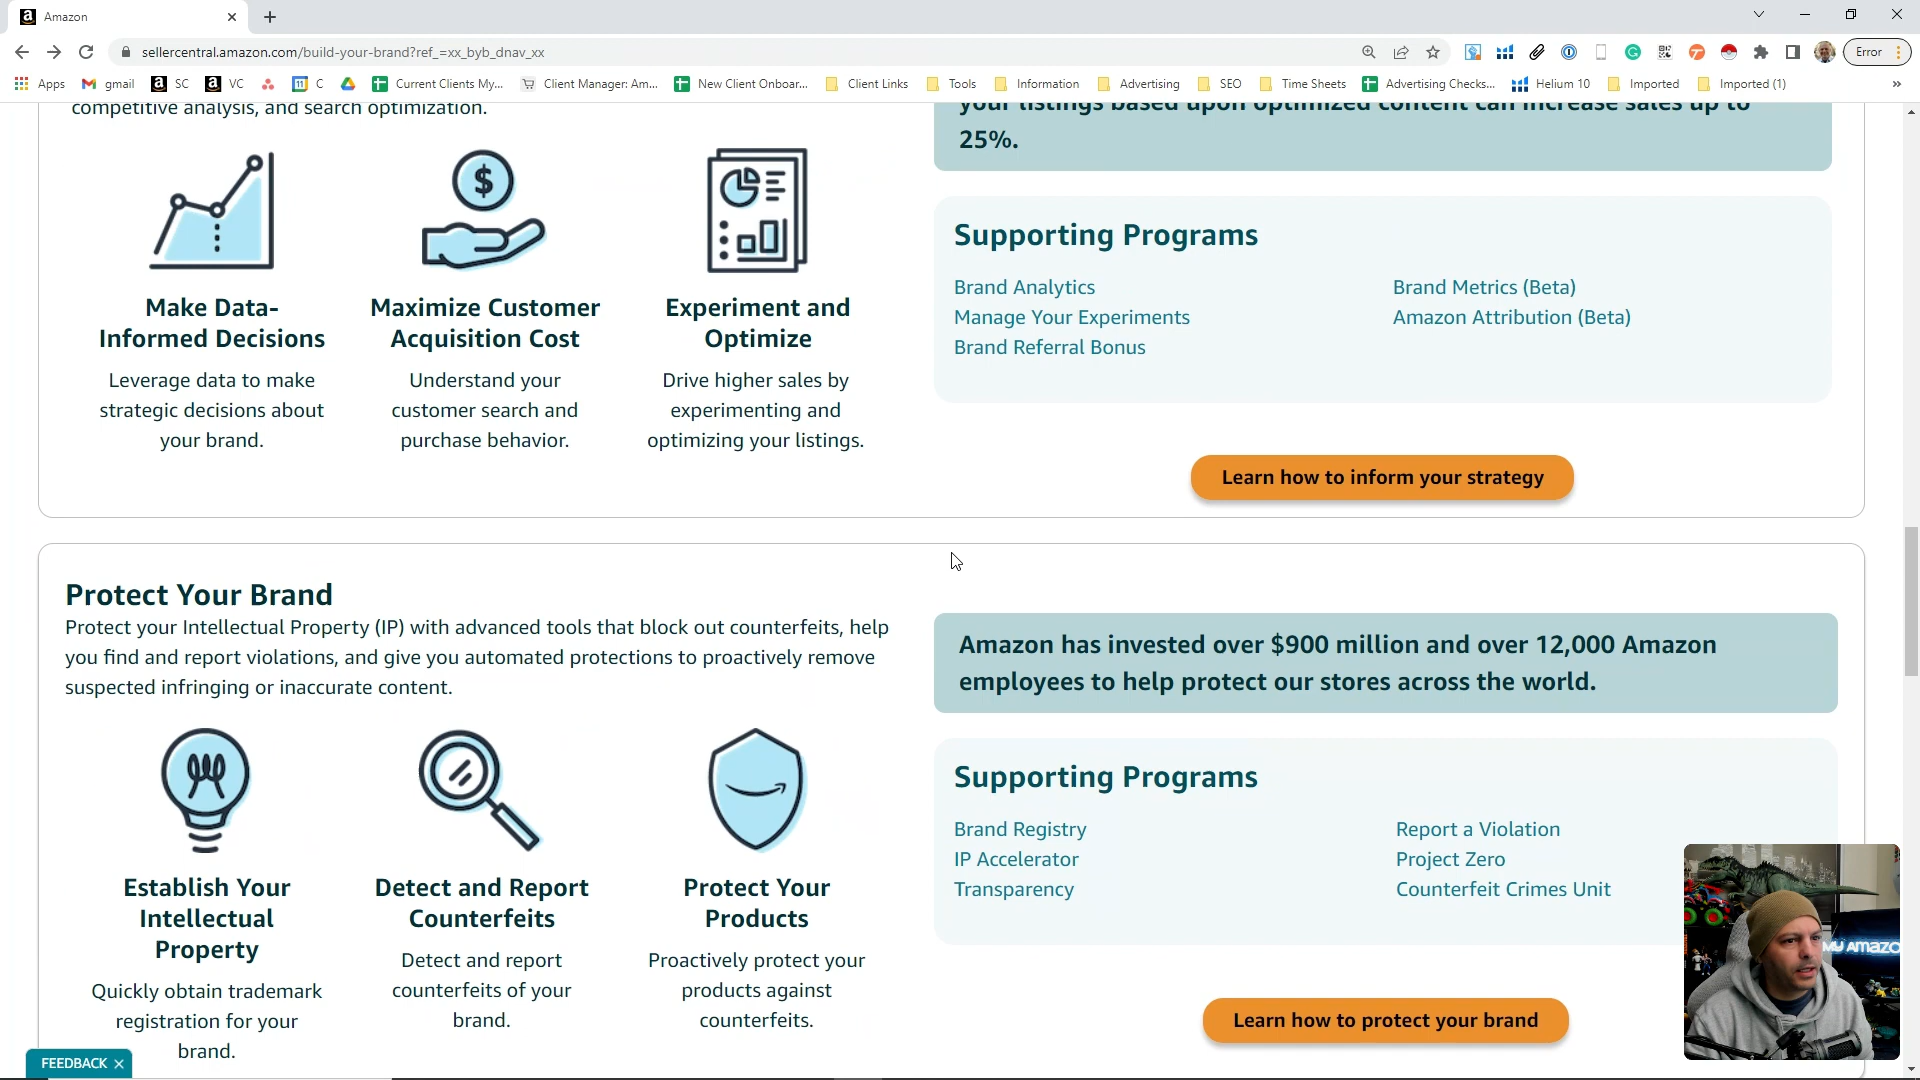 Amazon
sellercentral.amazon.com/build-your-brand?ref_=xx_byb_dnav_xx
Error
Apps
gmail
SC
VC
C
Current Clients My...
Client Manager: Am...
New Client Onboar...
Client Links
Tools
Information
Advertising
SEO
Time Sheets
Advertising Checks...
Helium 10
Imported
Imported (1)
competitive analysis, and search optimization.
your listings based upon optimized content can increase sales up to
25%.
Make Data-
Informed Decisions
Leverage data to make
strategic decisions about
your brand.
$
Maximize Customer
Acquisition Cost
Understand your
customer search and
purchase behavior.
Experiment and
Optimize
Drive higher sales by
experimenting and
optimizing your listings.
Supporting Programs
Brand Analytics
Manage Your Experiments
Brand Referral Bonus
Brand Metrics (Beta)
Amazon Attribution (Beta)
Learn how to inform your strategy
Protect Your Brand
Protect your Intellectual Property (IP) with advanced tools that block out counterfeits, help
you find and report violations, and give you automated protections to proactively remove
suspected infringing or inaccurate content.
Establish Your
Intellectual
Property
Quickly obtain trademark
registration for your
brand.
Detect and Report
Counterfeits
Detect and report
counterfeits of your
brand.
Protect Your
Products
Proactively protect your
products against
counterfeits.
Amazon has invested over $900 million and over 12,000 Amazon
employees to help protect our stores across the world.
Supporting Programs
Brand Registry
IP Accelerator
Transparency
Report a Violation
Project Zero
Counterfeit Crimes Unit
Learn how to protect your brand
FEEDBACK
MY AMAZO